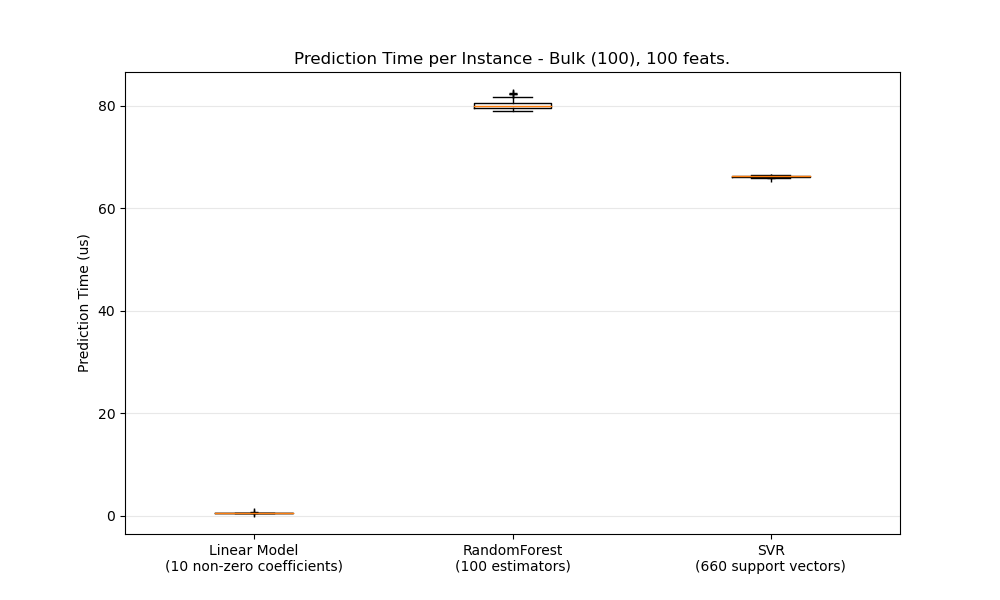 Prediction Time per Instance - Bulk (100), 100 feats.
Prediction Time (us)
80
60
40
20
0
Linear Model
(10 non-zero coefficients)
RandomForest
(100 estimators)
SVR
(660 support vectors)